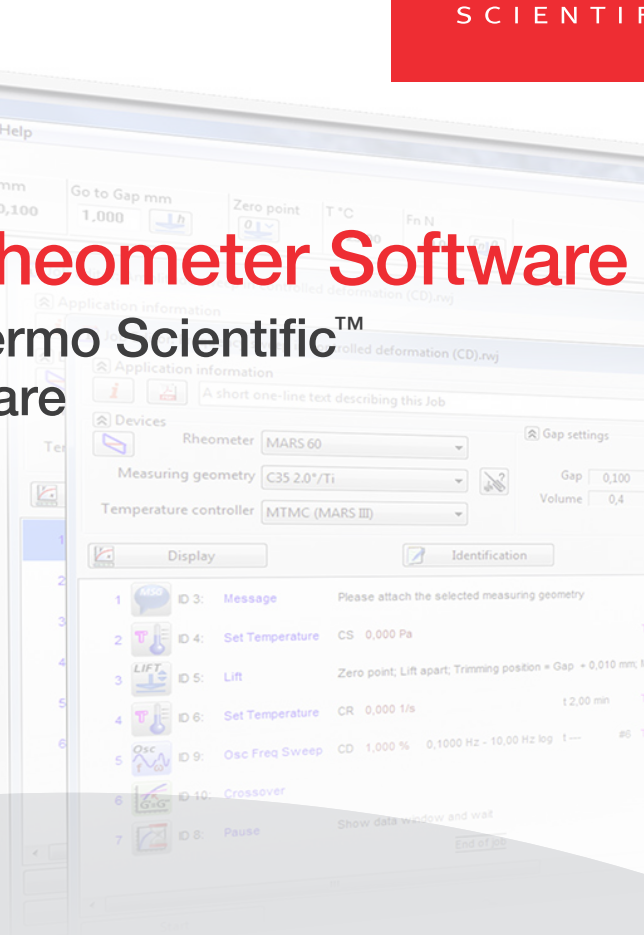 SCIENTIF
Help
mm
Go to Gap mm
Zero point
T °C
Fn N
0,100
1,000
heometer Software
Application information
deformation (CD).rwj
ermo Scientific™
are
rolled deformation (CD).rwj
Application information
A short one-line text describing this Job
Devices
Gap settings
Rheometer MARS 60
Measuring geometry C35 2.0°/Ti
Gap 0,100
Temperature controller MTMC (MARS III)
Volume 0,4
Display Identification
1 MSG ID 3: Message Please attach the selected measuring geometry
2 T ID 4: Set Temperature CS 0,000 Pa
3 LIFT ID 5: Lift Zero point; Lift apart; Trimming position = Gap + 0,010 mm;
4 T ID 6: Set Temperature CR 0,000 1/s t 2,00 min
5 Osc ID 9: Osc Freq Sweep CD 1,000 % 0,1000 Hz - 10,00 Hz log t --- #6
6 G'=G" ID 10: Crossover
7 ID 8: Pause Show data window and wait
End of job